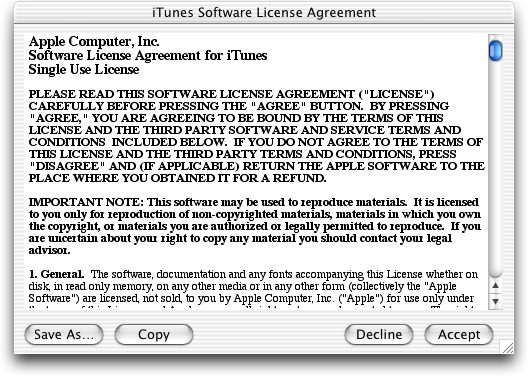 iTunes Software License Agreement
Apple Computer, Inc.
Software License Agreement for iTunes
Single Use License
PLEASE READ THIS SOFTWARE LICENSE AGREEMENT ("LICENSE")
CAREFULLY BEFORE PRESSING THE "AGREE" BUTTON.  BY PRESSING
"AGREE," YOU ARE AGREEING TO BE BOUND BY THE TERMS OF THIS
LICENSE AND THE THIRD PARTY SOFTWARE AND SERVICE TERMS AND
CONDITIONS  INCLUDED BELOW.  IF YOU DO NOT AGREE TO THE TERMS OF
THIS LICENSE AND THE THIRD PARTY TERMS AND CONDITIONS, PRESS
"DISAGREE" AND (IF APPLICABLE) RETURN THE APPLE SOFTWARE TO THE
PLACE WHERE YOU OBTAINED IT FOR A REFUND.
IMPORTANT NOTE: This software may be used to reproduce materials.  It is licensed
to you only for reproduction of non-copyrighted materials, materials in which you own
the copyright, or materials you are authorized or legally permitted to reproduce.  If you
are uncertain about your right to copy any material you should contact your legal
advisor.
1. General.  The software, documentation and any fonts accompanying this License whether on
disk, in read only memory, on any other media or in any other form (collectively the "Apple
Software") are licensed, not sold, to you by Apple Computer, Inc. ("Apple") for use only under
Save As...
Copy
Decline
Accept